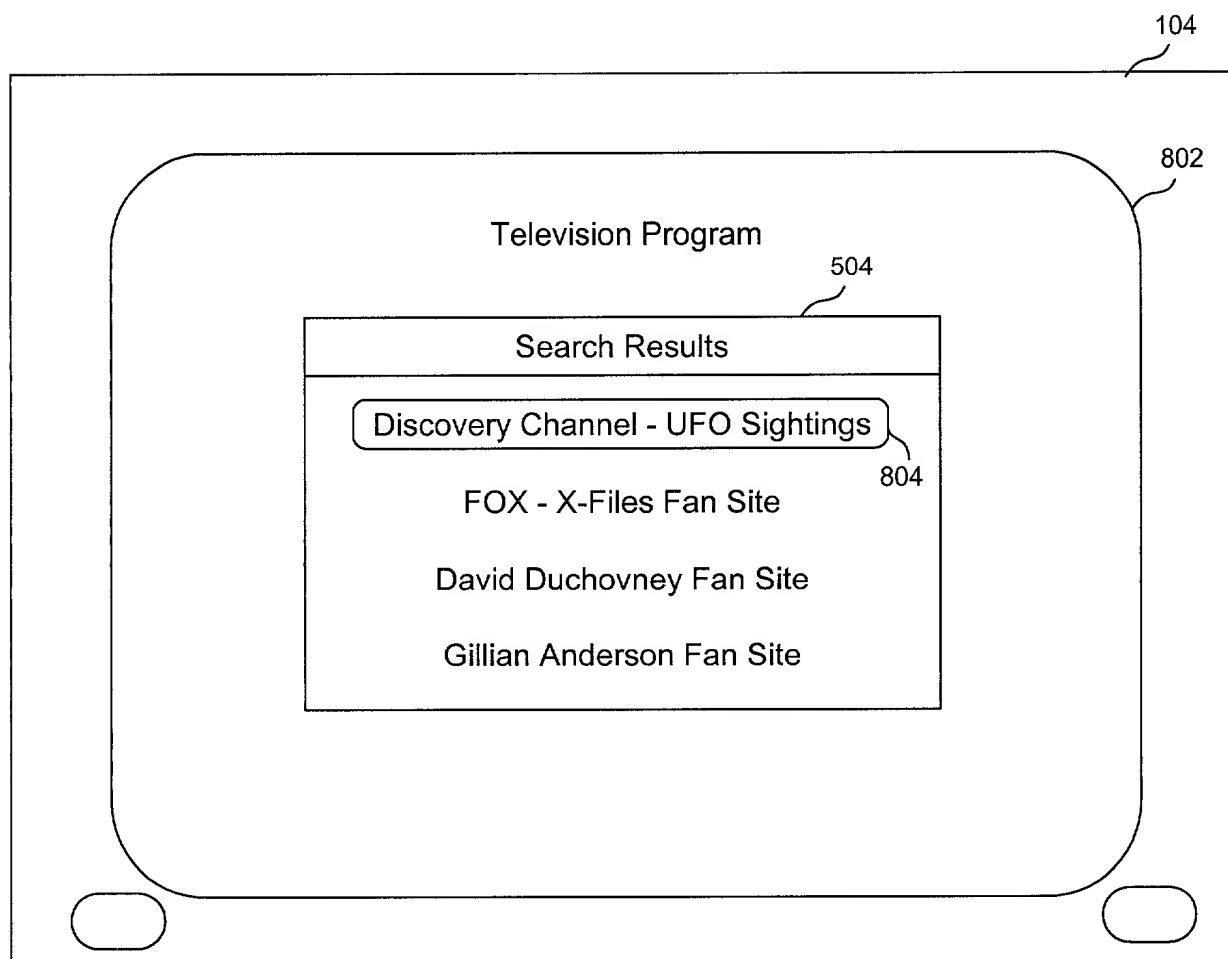 104
802
Television Program
504
Search Results
Discovery Channel - UFO Sightings
804
FOX - X-Files Fan Site
David Duchovney Fan Site
Gillian Anderson Fan Site